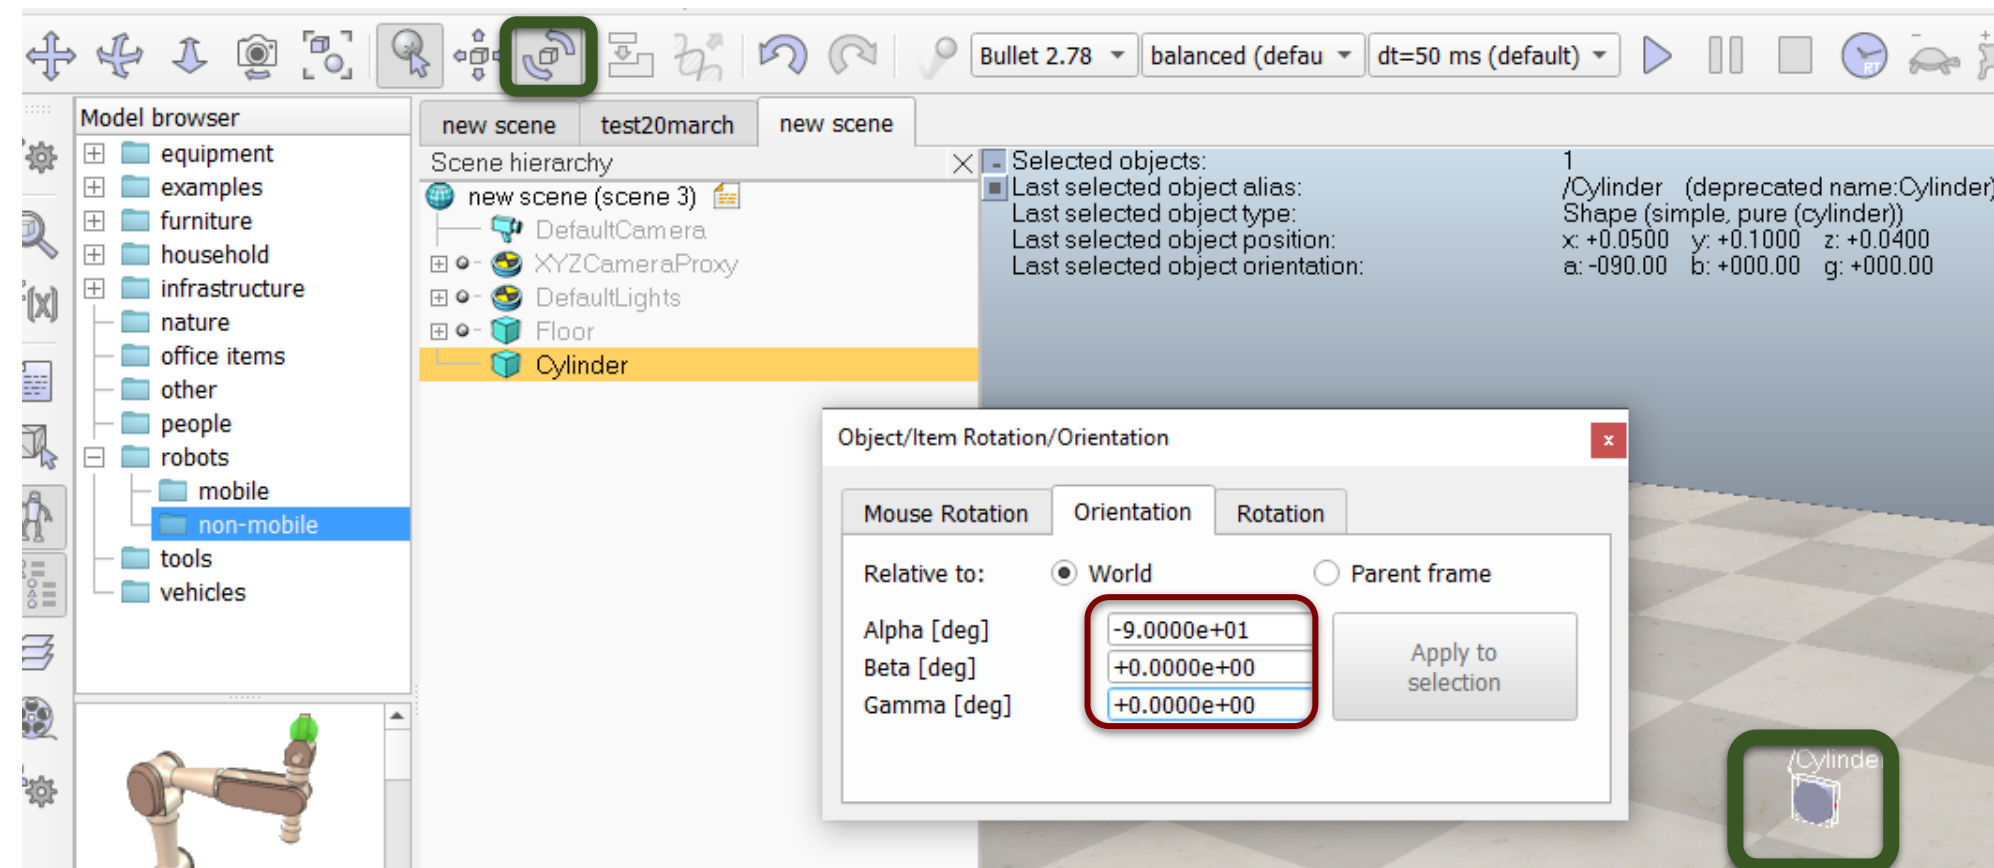 Bullet 2.78
balanced (defau
dt=50 ms (default)
RT
Model browser
equipment
examples
furniture
household
infrastructure
nature
office items
other
people
robots
mobile
non-mobile
tools
vehicles
new scene
test20march
new scene
Scene hierarchy
new scene (scene 3)
DefaultCamera
XYZCameraProxy
DefaultLights
Floor
Cylinder
Selected objects: 1
Last selected object alias: /Cylinder (deprecated name:Cylinder)
Last selected object type: Shape (simple, pure (cylinder))
Last selected object position: x: +0.0500 y: +0.1000 z: +0.0400
Last selected object orientation: a: -090.00 b: +000.00 g: +000.00
Object/Item Rotation/Orientation
x
Mouse Rotation
Orientation
Rotation
Relative to:
World
Parent frame
Alpha [deg] -9.0000e+01
Beta [deg] +0.0000e+00
Gamma [deg] +0.0000e+00
Apply to
selection
/Cylinde
(x)